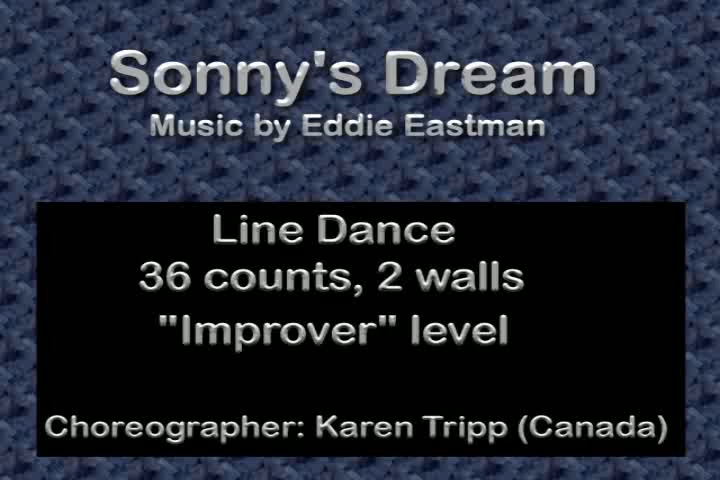 Sonny's Dream
Music by Eddie Eastman
Line Dance
36 counts, 2 walls
"Improver" level
Choreographer: Karen Tripp (Canada)